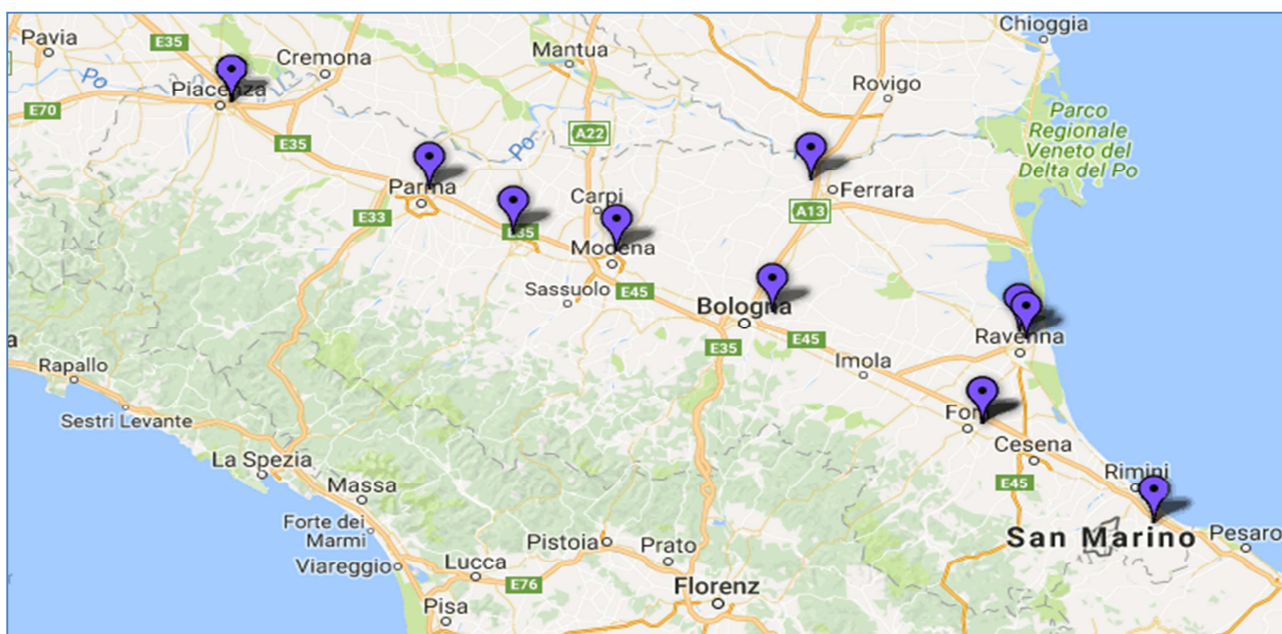 Chioggia
Pavia
E35
Cremona
Mantua
Rovigo
Po
Piacenza
E70
Parco
Regionale
Veneto del
Delta del Po
A22
E35
Po
Parma
Carpi
Ferrara
E33
E35
A13
Modena
Sassuolo
E45
Bologna
E35
E45
Ravenna
Imola
Rapallo
Sestri Levante
Cesena
La Spezia
Massa
E45
Rimini
Forte dei
Marmi
Pistoia
Prato
San Marino
Pesaro
Viareggio
Lucca
E76
Florenz
Pisa